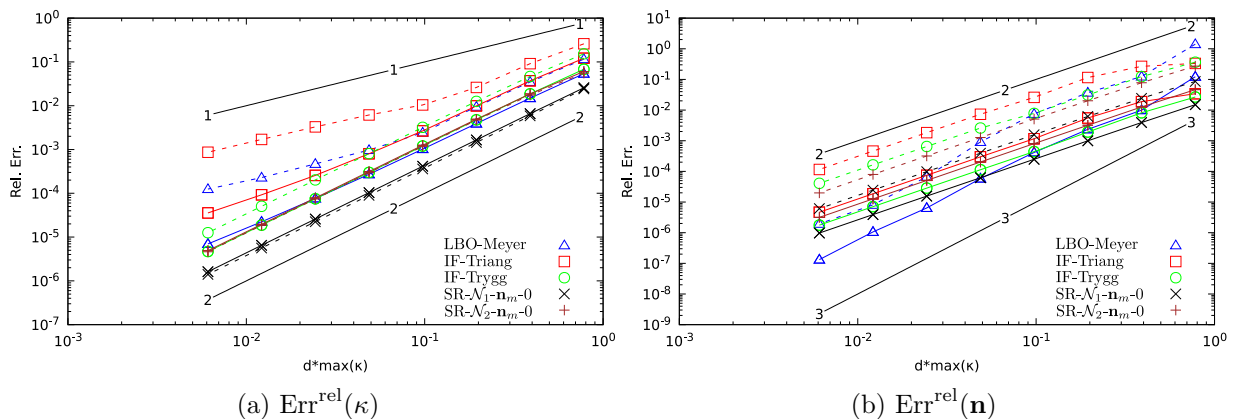 10^0
10^-1
10^-2
10^-3
10^-4
10^-5
10^-6
10^-7
Rel. Err.
10^-3
10^-2
10^-1
10^0
d*max(κ)
1
1
1
2
2
2
LBO-Meyer
IF-Triang
IF-Trygg
SR-𝒩₁-𝐧ₘ-0
SR-𝒩₂-𝐧ₘ-0
(a) Err^rel(κ)
10^1
10^0
10^-1
10^-2
10^-3
10^-4
10^-5
10^-6
10^-7
10^-8
10^-9
Rel. Err.
10^-3
10^-2
10^-1
10^0
d*max(κ)
2
2
2
3
3
3
LBO-Meyer
IF-Triang
IF-Trygg
SR-𝒩₁-𝐧ₘ-0
SR-𝒩₂-𝐧ₘ-0
(b) Err^rel(𝐧)